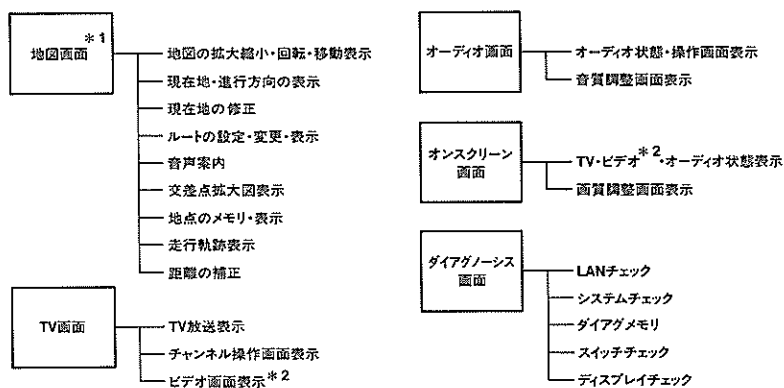 地図画面 *1
地図の拡大縮小・回転・移動表示
現在地・進行方向の表示
現在地の修正
ルートの設定・変更・表示
音声案内
交差点拡大図表示
地点のメモリ・表示
走行軌跡表示
距離の補正
TV画面
TV放送表示
チャンネル操作画面表示
ビデオ画面表示*2
オーディオ画面
オーディオ状態・操作画面表示
音質調整画面表示
オンスクリーン
画面
TV・ビデオ*2・オーディオ状態表示
画質調整画面表示
ダイアグノーシス
画面
LANチェック
システムチェック
ダイアグメモリ
スイッチチェック
ディスプレイチェック